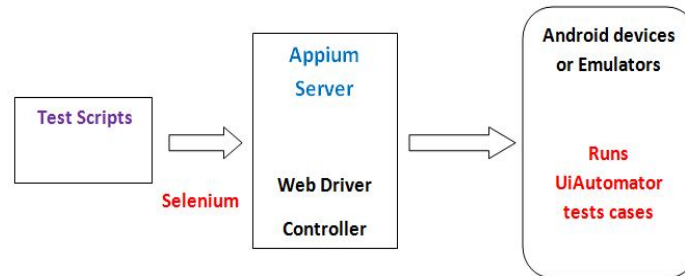 Test Scripts
Selenium
Appium
Server
Web Driver
Controller
Android devices
or Emulators
Runs
UiAutomator
tests cases